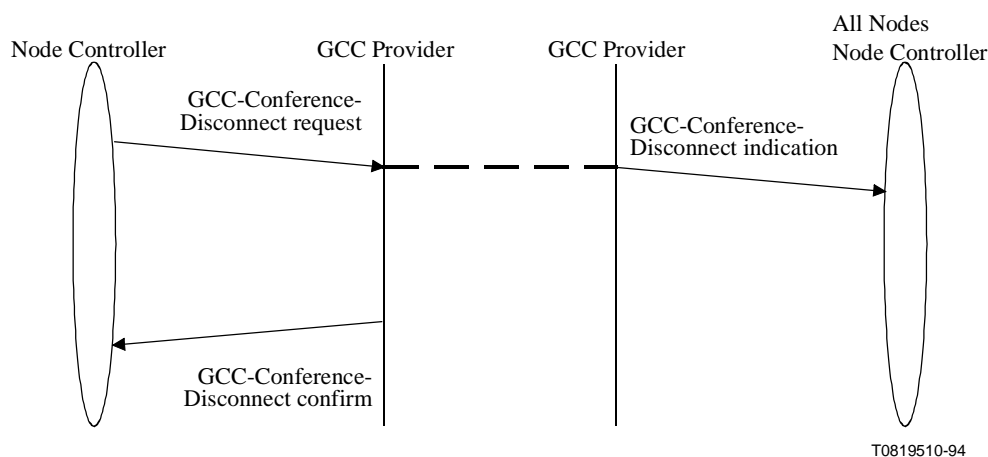 All Nodes
Node Controller
GCC Provider
GCC Provider
Node Controller
GCC-Conference-
Disconnect request
GCC-Conference-
Disconnect indication
GCC-Conference-
Disconnect confirm
T0819510-94